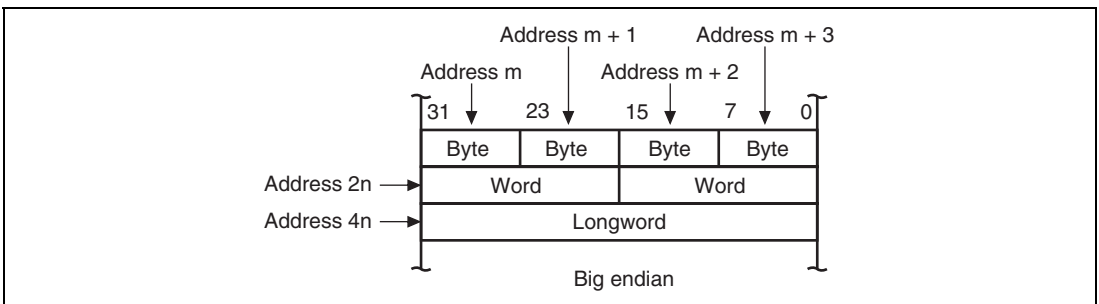 Address m + 1 Address m + 3
Address m Address m + 2
31 23 15 7 0
Byte Byte Byte Byte
Address 2n Word Word
Address 4n Longword
Big endian